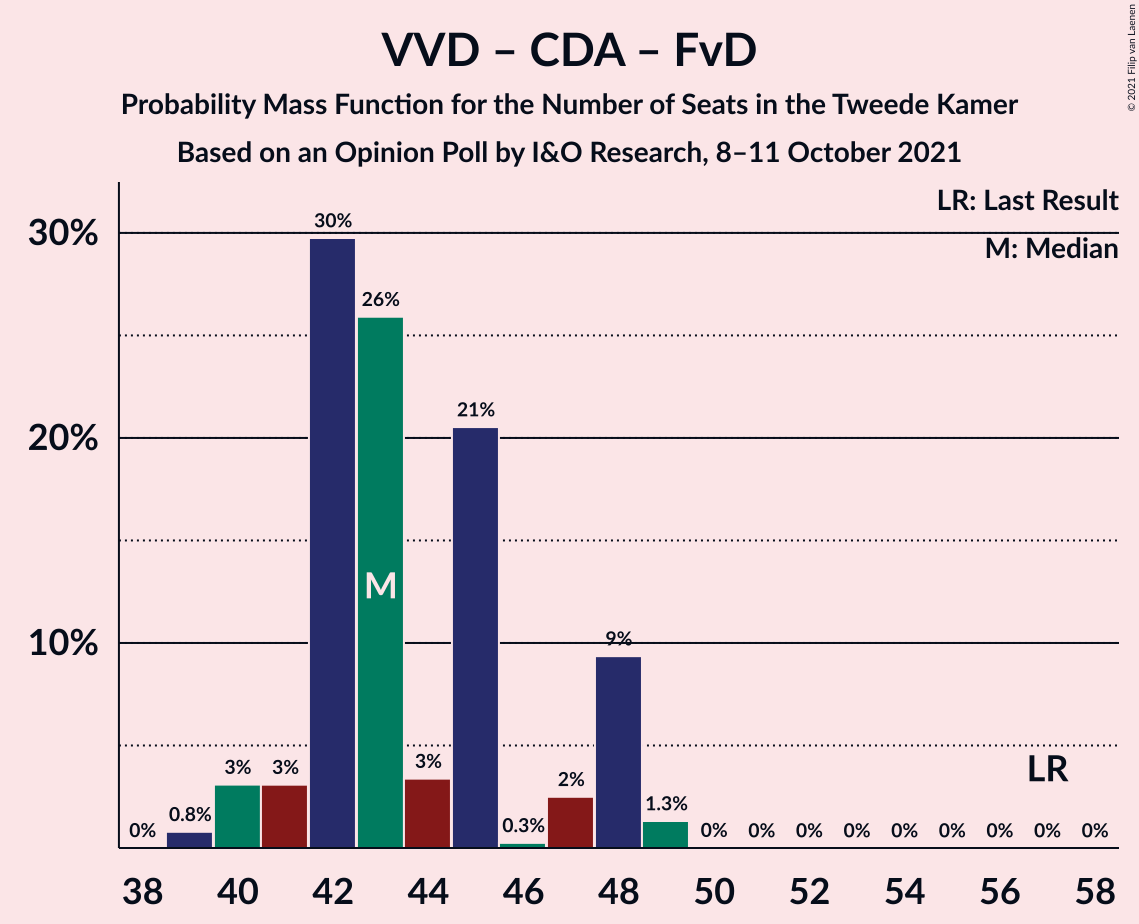 VVD – CDA – FvD
Probability Mass Function for the Number of Seats in the Tweede Kamer
Based on an Opinion Poll by I&O Research, 8–11 October 2021
© 2021 Filip van Laenen
LR: Last Result
M: Median
30%
20%
10%
0% 0.8% 3% 3% 30% 26% 3% 21% 0.3% 2% 9% 1.3% 0% 0% 0% 0% 0% 0% 0% 0% 0%
M
LR
38 40 42 44 46 48 50 52 54 56 58